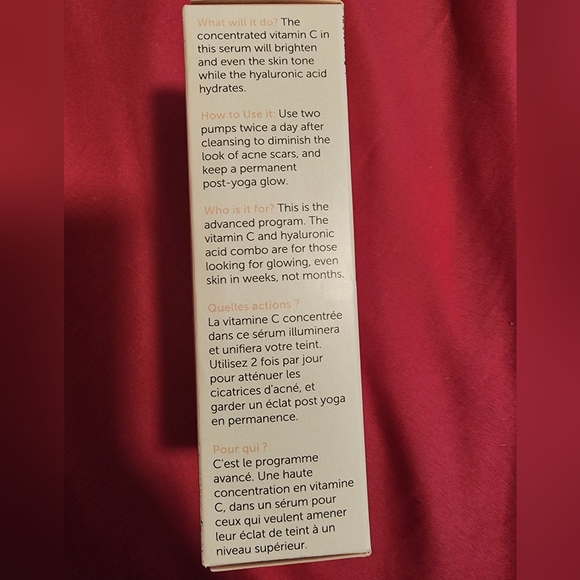 What will it do? The
concentrated vitamin C in
this serum will brighten
and even the skin tone
while the hyaluronic acid
hydrates.
How to Use it: Use two
pumps twice a day after
cleansing to diminish the
look of acne scars, and
keep a permanent
post-yoga glow.
Who is it for? This is the
advanced program. The
vitamin C and hyaluronic
acid combo are for those
looking for glowing, even
skin in weeks, not months.
Quelles actions ?
La vitamine C concentrée
dans ce sérum illuminera
et unifiera votre teint.
Utilisez 2 fois par jour
pour atténuer les
cicatrices d'acné, et
garder un éclat post yoga
en permanence.
Pour qui ?
C'est le programme
avancé. Une haute
concentration en vitamine
C, dans un sérum pour
ceux qui veulent amener
leur éclat de teint à un
niveau supérieur.